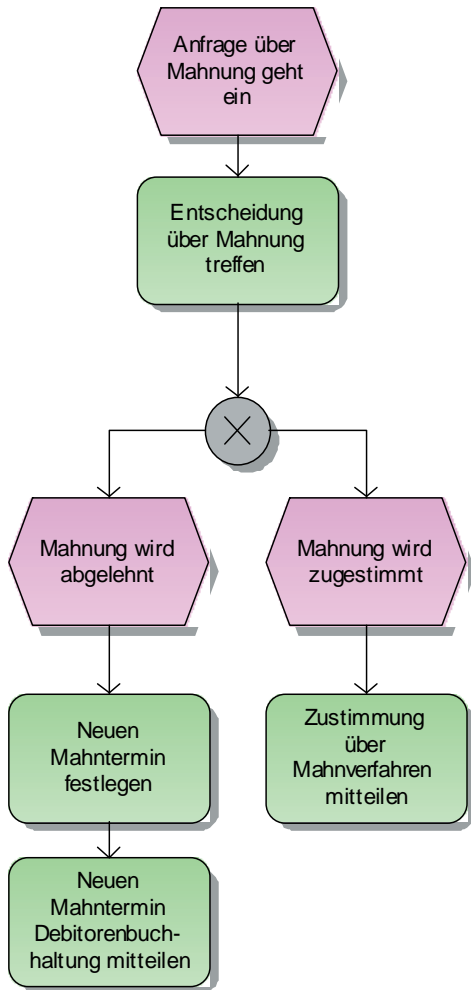 Anfrage über
Mahnung geht
ein
Entscheidung
über Mahnung
treffen
Mahnung wird
abgelehnt
Mahnung wird
zugestimmt
Neuen
Mahntermin
festlegen
Zustimmung
über
Mahnverfahren
mitteilen
Neuen
Mahntermin
Debitorenbuch-
haltung mitteilen